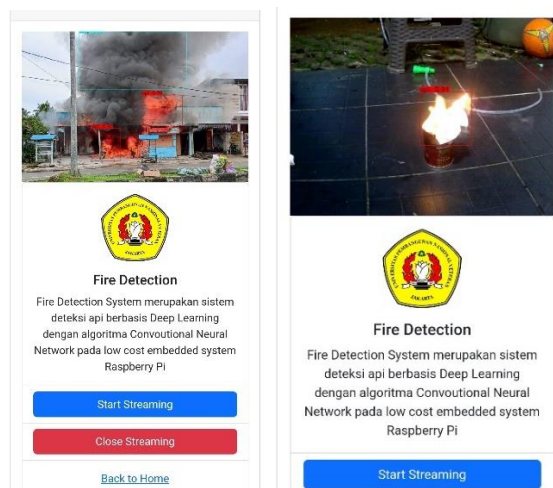 Fire Detection
Fire Detection System merupakan sistem
deteksi api berbasis Deep Learning
dengan algoritma Convoutional Neural
Network pada low cost embedded system
Raspberry Pi
Start Streaming
Close Streaming
Back to Home
Fire Detection
Fire Detection System merupakan sistem
deteksi api berbasis Deep Learning
dengan algoritma Convoutional Neural
Network pada low cost embedded system
Raspberry Pi
Start Streaming